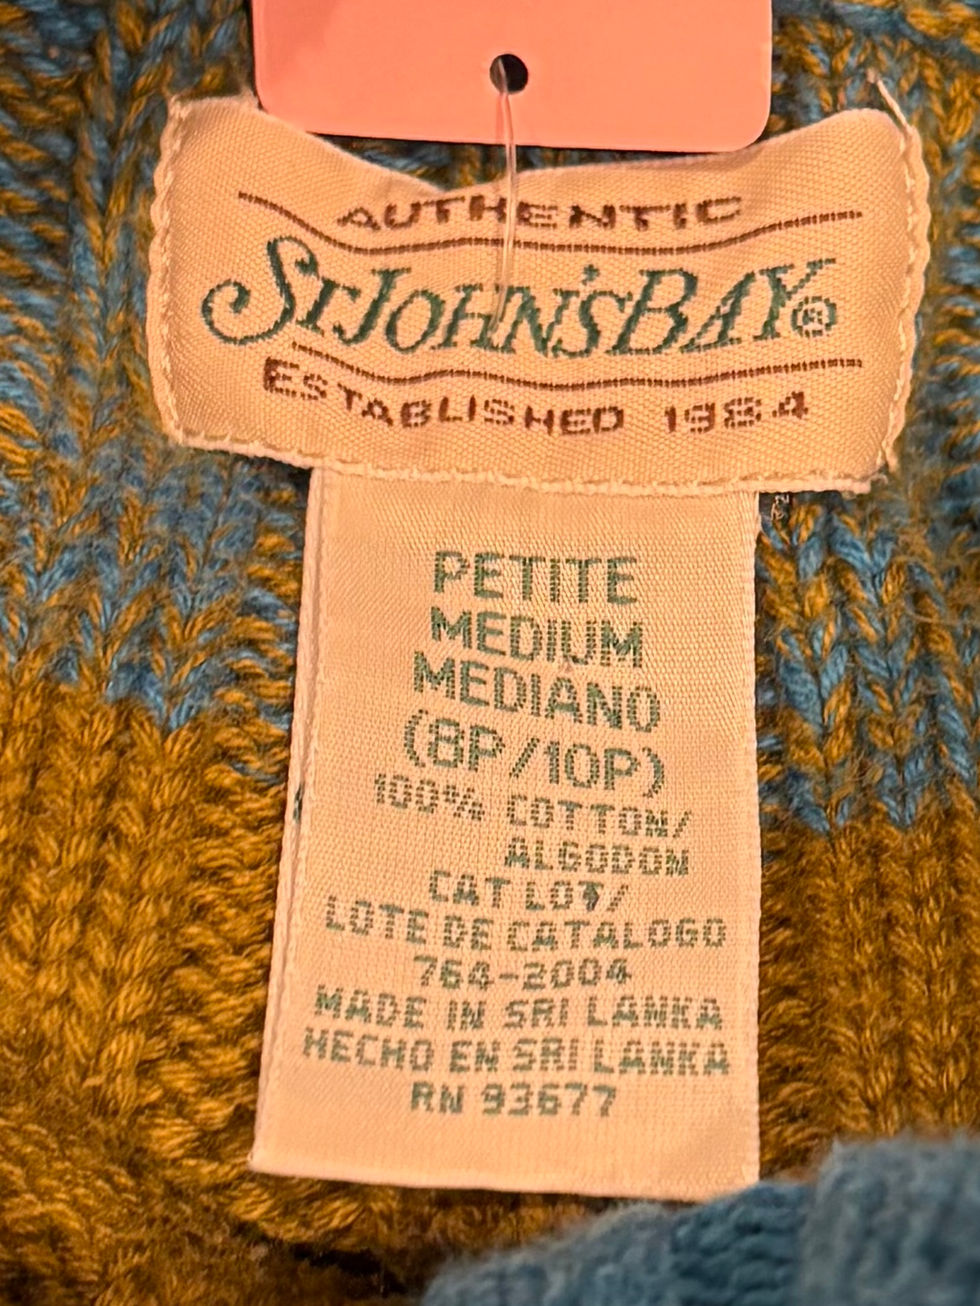 AUTHENTIC
ST JOHN'S BAY®
ESTABLISHED 1984
PETITE
MEDIUM
MEDIANO
(8P/10P)
100% COTTON/
ALGODON
CAT LOT/
LOTE DE CATALOGO
764-2004
MADE IN SRI LANKA
HECHO EN SRI LANKA
RN 93677